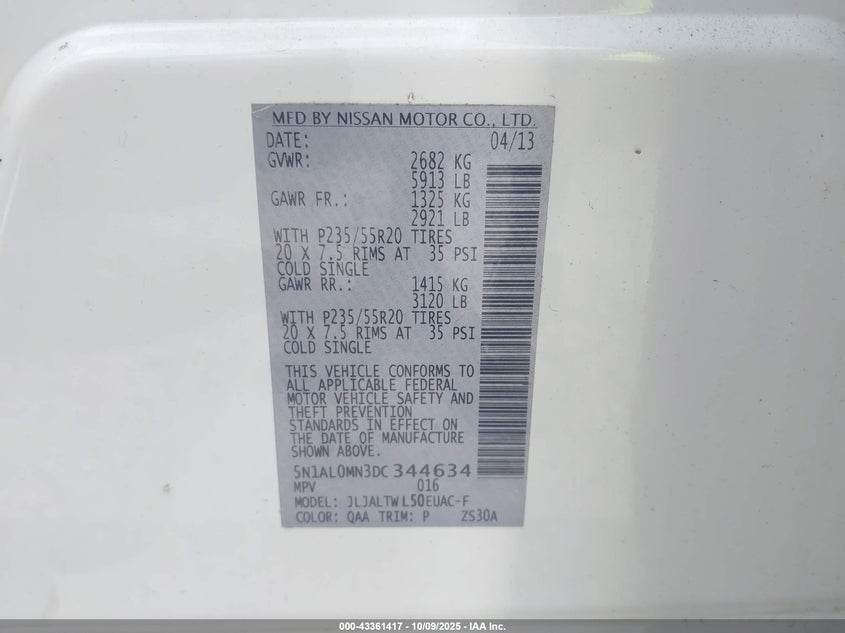 MFD BY NISSAN MOTOR CO., LTD.
DATE: 04/13
GVWR: 2682 KG
5913 LB
GAWR FR.: 1325 KG
2921 LB
WITH P235/55R20 TIRES
20 X 7.5 RIMS AT 35 PSI
COLD SINGLE
GAWR RR.: 1415 KG
3120 LB
WITH P235/55R20 TIRES
20 X 7.5 RIMS AT 35 PSI
COLD SINGLE
THIS VEHICLE CONFORMS TO
ALL APPLICABLE FEDERAL
MOTOR VEHICLE SAFETY AND
THEFT PREVENTION
STANDARDS IN EFFECT ON
THE DATE OF MANUFACTURE
SHOWN ABOVE.
5N1AL0MN3DC 344634
MPV 016
MODEL: JLJALTWL50EUAC-F
COLOR: QAA TRIM: P ZS30A
000-43361417 - 10/09/2025 - IAA Inc.